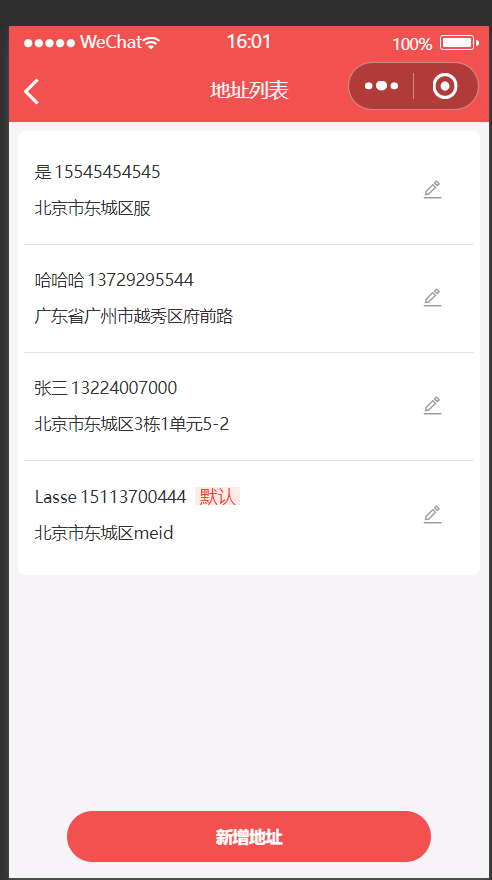 WeChat 16:01 100%
地址列表
是 15545454545
北京市东城区服
哈哈哈 13729295544
广东省广州市越秀区府前路
张三 13224007000
北京市东城区3栋1单元5-2
Lasse 15113700444 默认
北京市东城区meid
新增地址